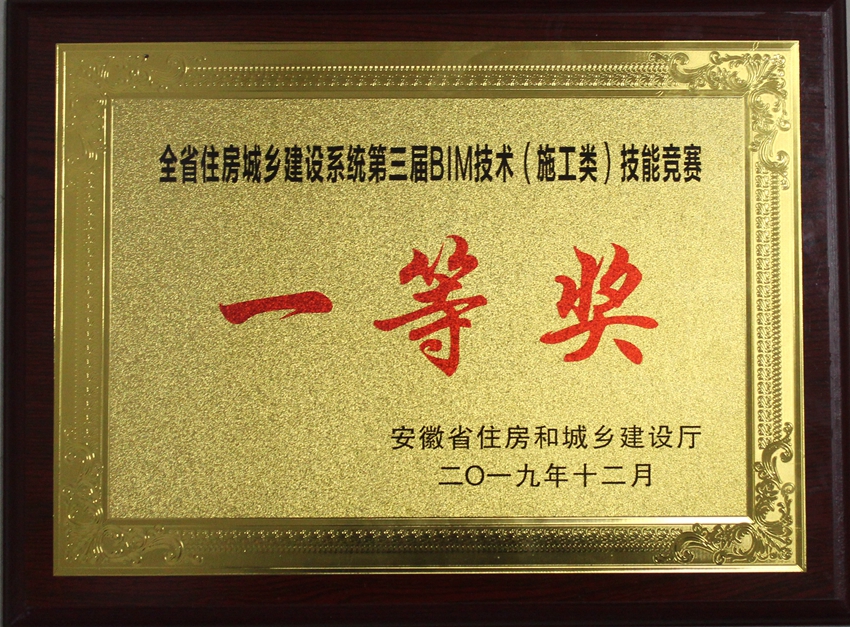 全省住房城乡建设系统第三届BIM技术（施工类）技能竞赛
一等奖
安徽省住房和城乡建设厅
二〇一九年十二月